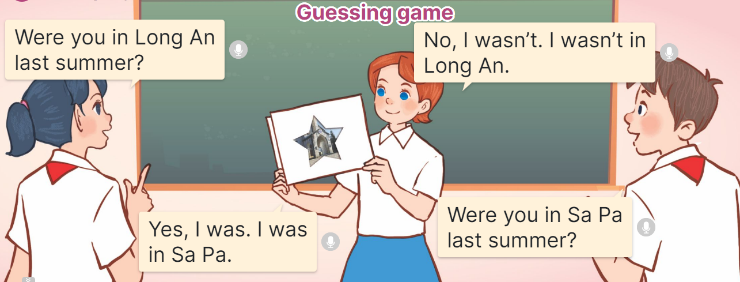 Guessing game
Were you in Long An
last summer?
No, I wasn't. I wasn't in
Long An.
Were you in Sa Pa
last summer?
Yes, I was. I was
in Sa Pa.